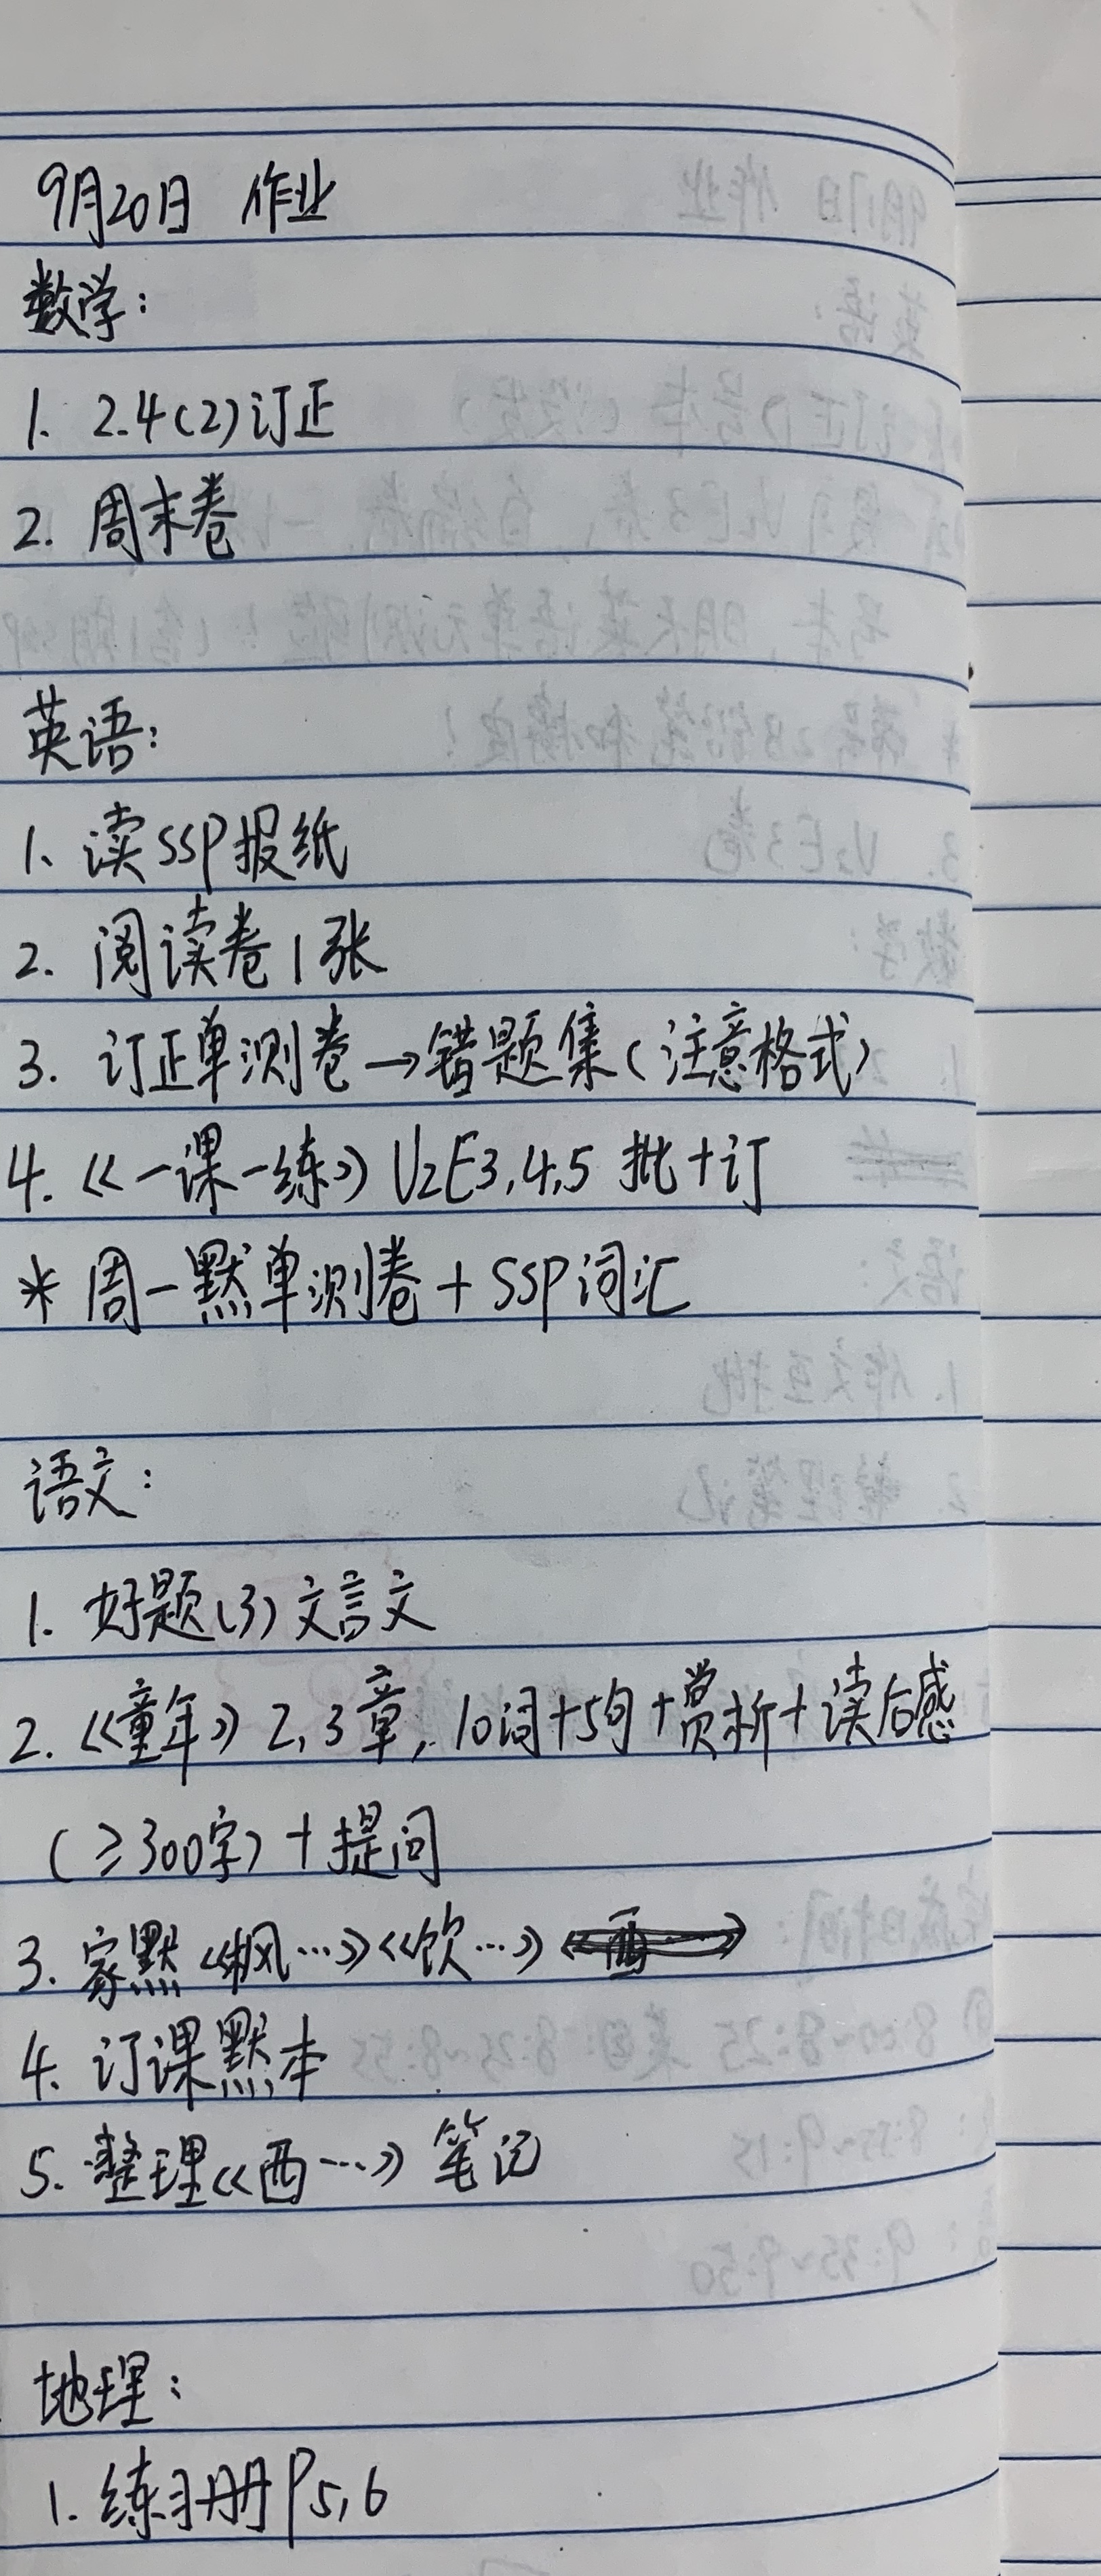 9月20日 作业
数学:
1. 2.4(2)订正
2. 周末卷
英语:
1、读SSP报纸
2. 阅读卷1张
3. 订正单测卷→错题集(注意格式)
4.《一课一练》U2E3,4,5 批+订
* 周一默单测卷+SSP词汇
语文:
1. 好题(3)文言文
2.《童年》2,3章, 10词+5句+赏析+读后感
(≥300字)+提问
3. 家默《枫…》《饮…》
4. 订课默本
5. 整理《西…》笔记
地理:
1. 练习册P5,6